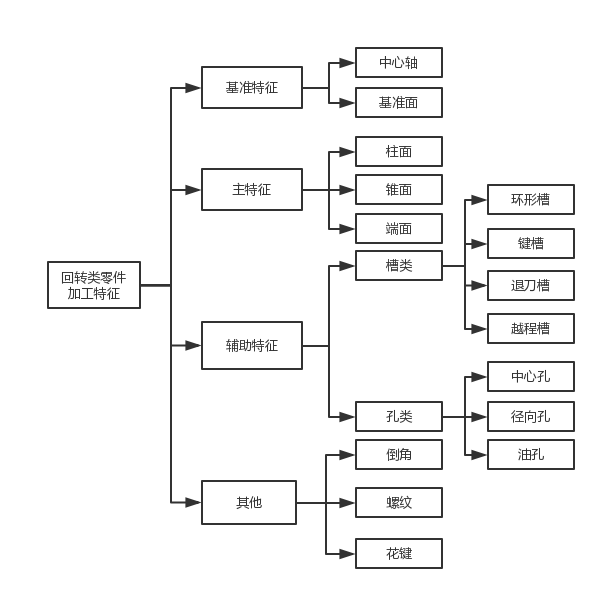 回转类零件
加工特征
基准特征
中心轴
基准面
主特征
柱面
锥面
端面
辅助特征
槽类
环形槽
键槽
退刀槽
越程槽
孔类
中心孔
径向孔
油孔
其他
倒角
螺纹
花键